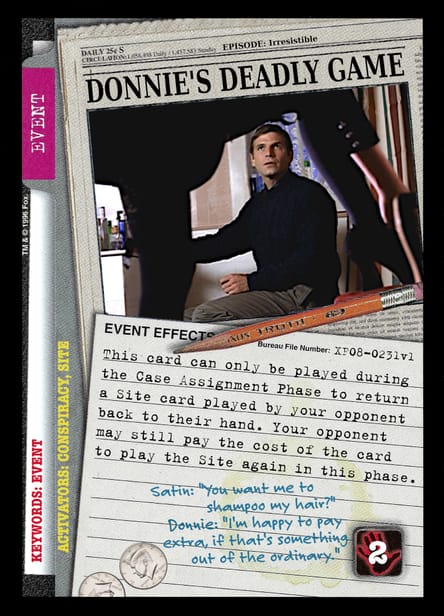 DAILY 25¢ S
EPISODE: Irresistible
DONNIE'S DEADLY GAME
EVENT
TM & © 1996 Fox.
EVENT EFFECTS
Bureau File Number: XF08-0231v1
This card can only be played during
the Case Assignment Phase to return
a Site card played by your opponent
back to their hand. Your opponent
may still pay the cost of the card
to play the Site again in this phase.
Satin: "You want me to
shampoo my hair?"
Donnie: "I'm happy to pay
extra, if that's something
out of the ordinary."
2
KEYWORDS: EVENT
ACTIVATORS: CONSPIRACY, SITE